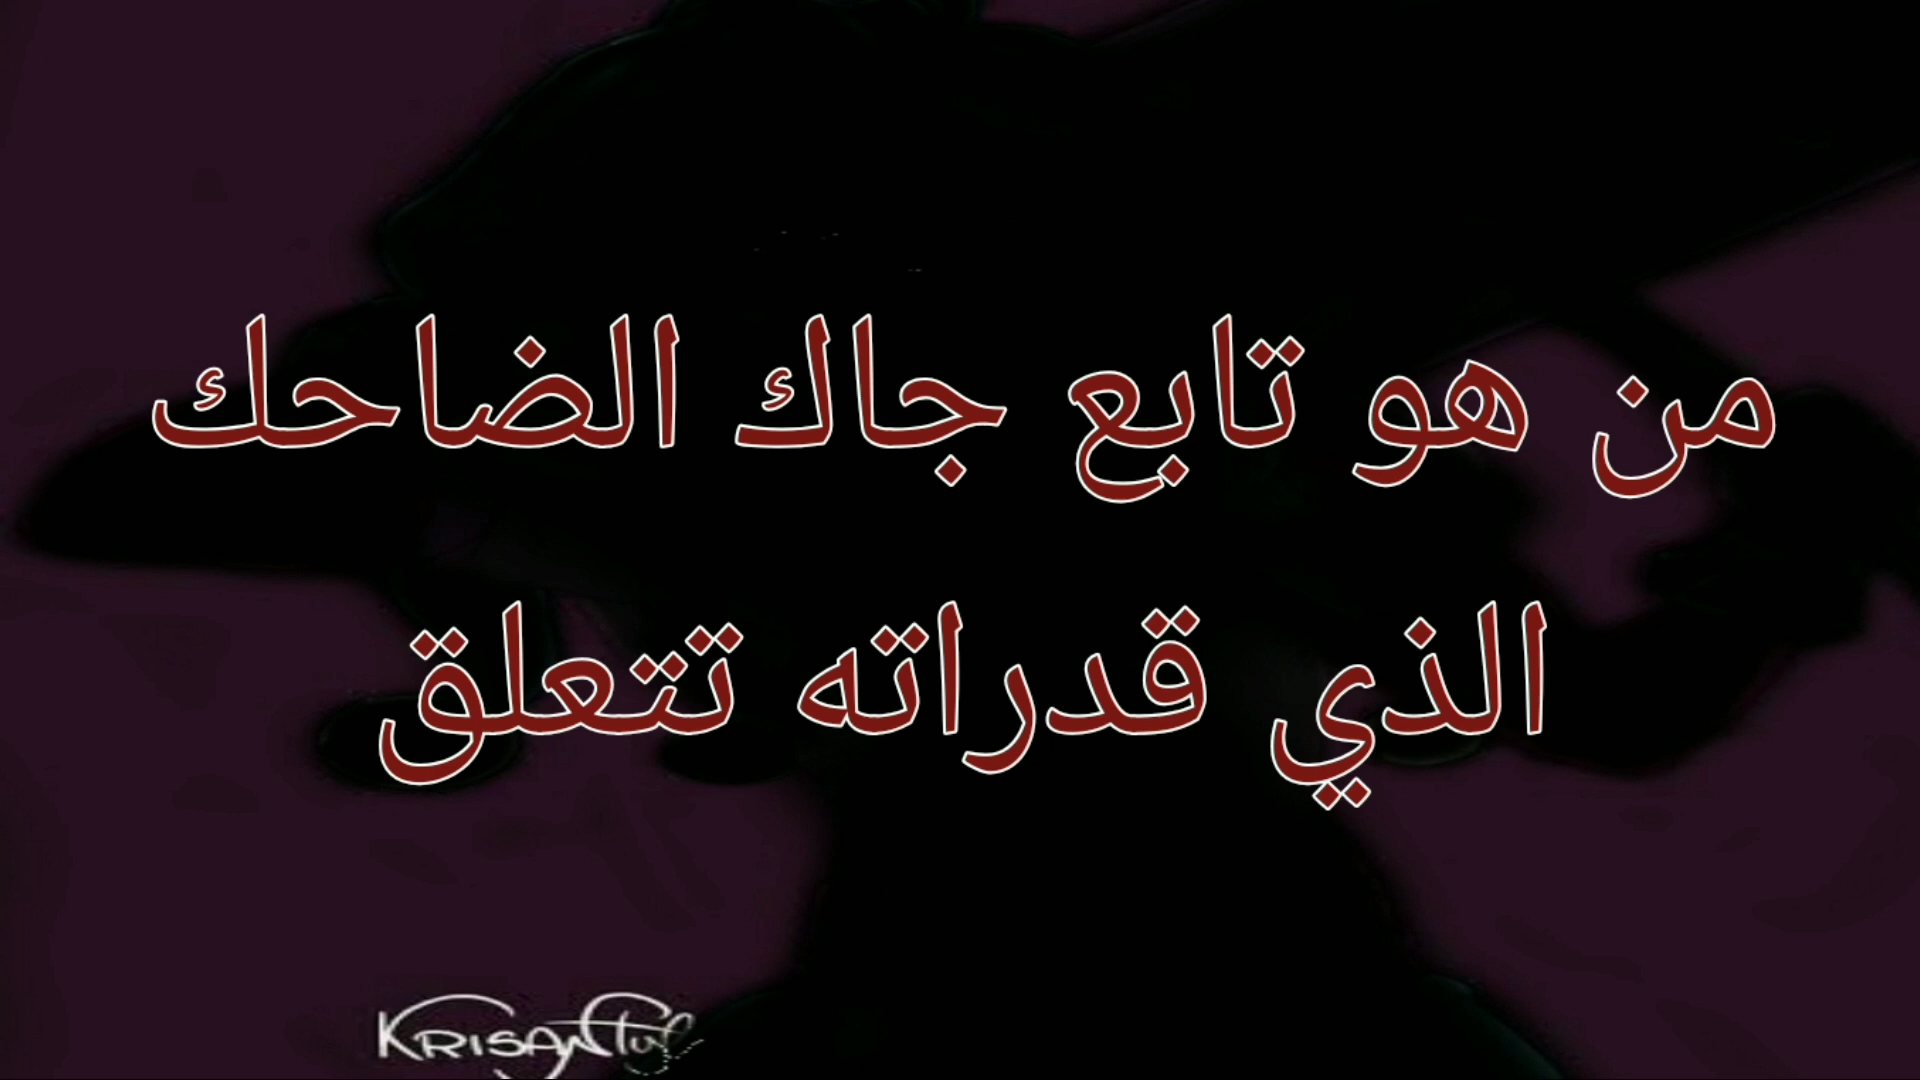 من هو تابع جاك الضاحك
الذي قدراته تتعلق